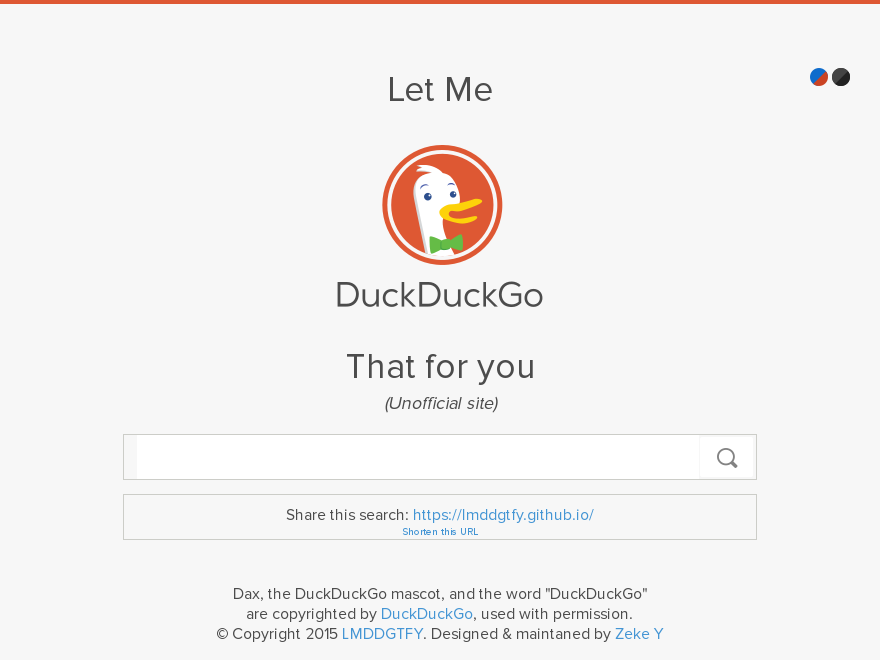 Let Me
DuckDuckGo
That for you
(Unofficial site)
Share this search: https://lmddgtfy.github.io/
Shorten this URL
Dax, the DuckDuckGo mascot, and the word "DuckDuckGo"
are copyrighted by DuckDuckGo, used with permission.
© Copyright 2015 LMDDGTFY. Designed & maintaned by Zeke Y